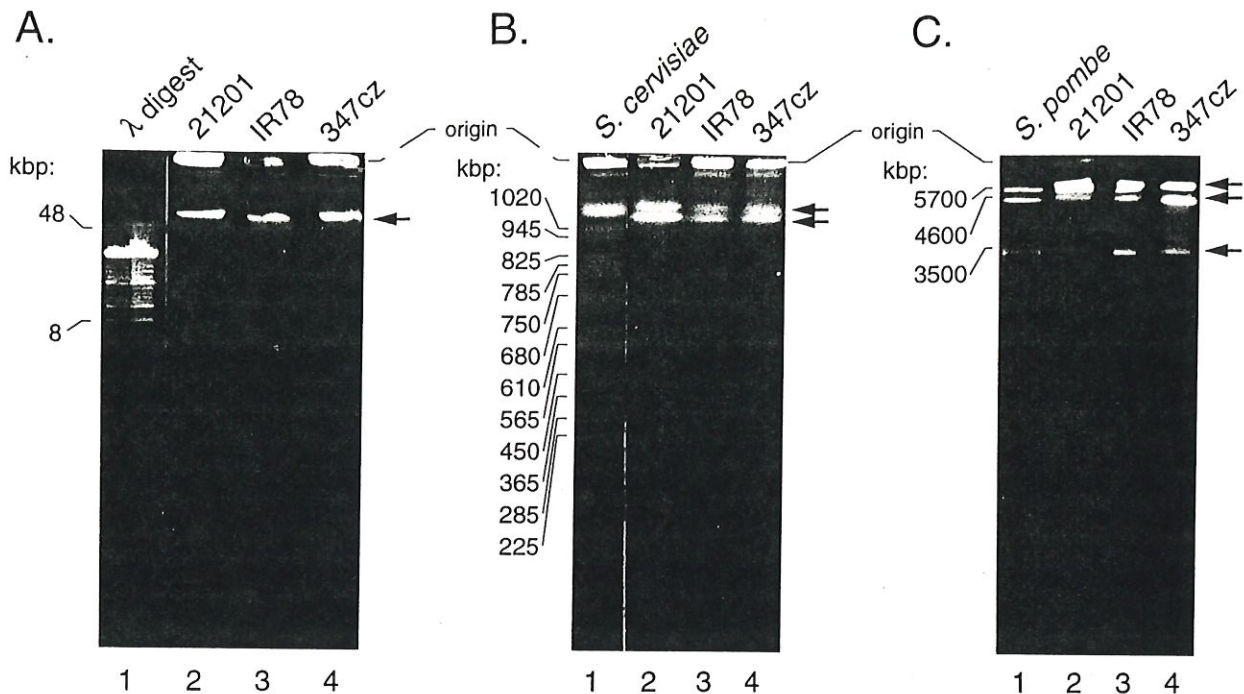 A.
λ digest
21201
IR78
347cz
origin
kbp:
48
8
1
2
3
4
B.
S. cervisiae
21201
IR78
347cz
origin
kbp:
1020
945
825
785
750
680
610
565
450
365
285
225
1
2
3
4
C.
S. pombe
21201
IR78
347cz
kbp:
5700
4600
3500
1
2
3
4